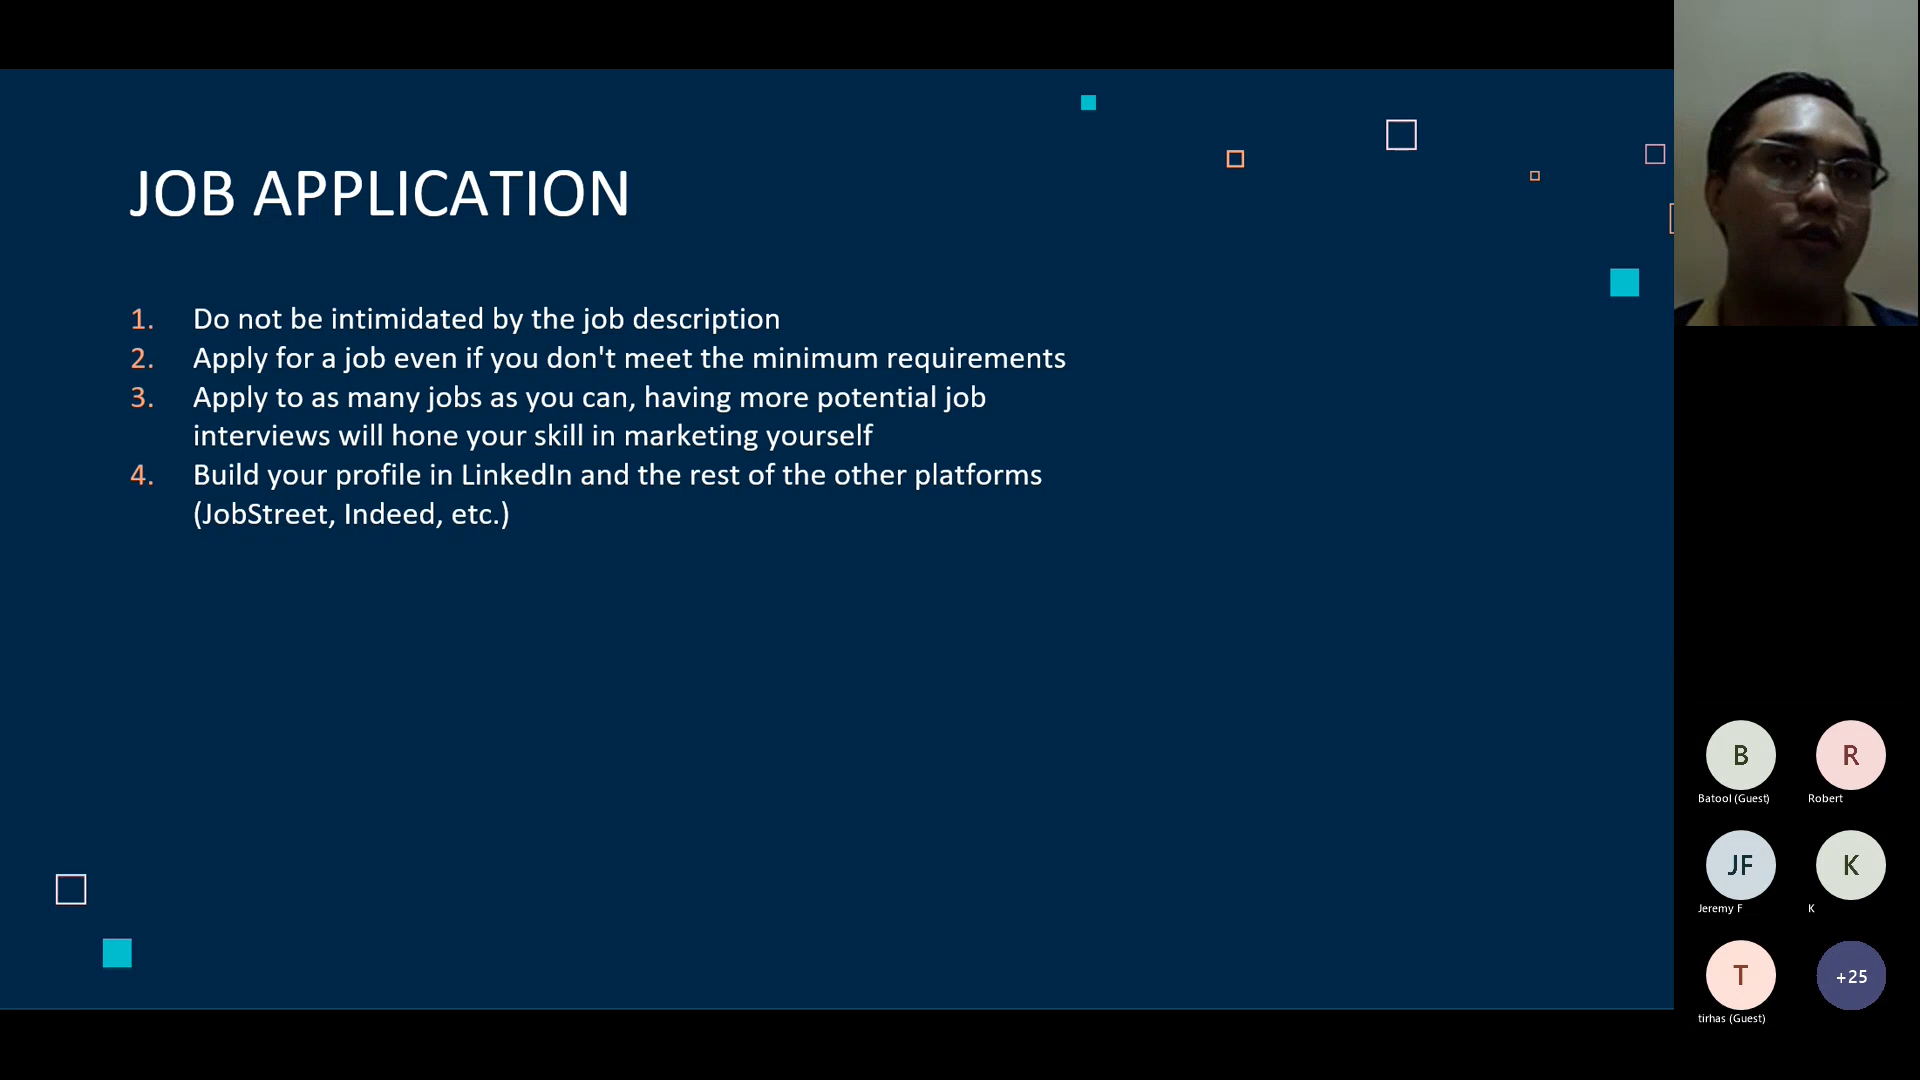 JOB APPLICATION
1. Do not be intimidated by the job description
2. Apply for a job even if you don't meet the minimum requirements
3. Apply to as many jobs as you can, having more potential job
interviews will hone your skill in marketing yourself
4. Build your profile in LinkedIn and the rest of the other platforms
(JobStreet, Indeed, etc.)
B
R
Batool (Guest)
Robert
JF
K
Jeremy F
K
T
+25
tirhas (Guest)